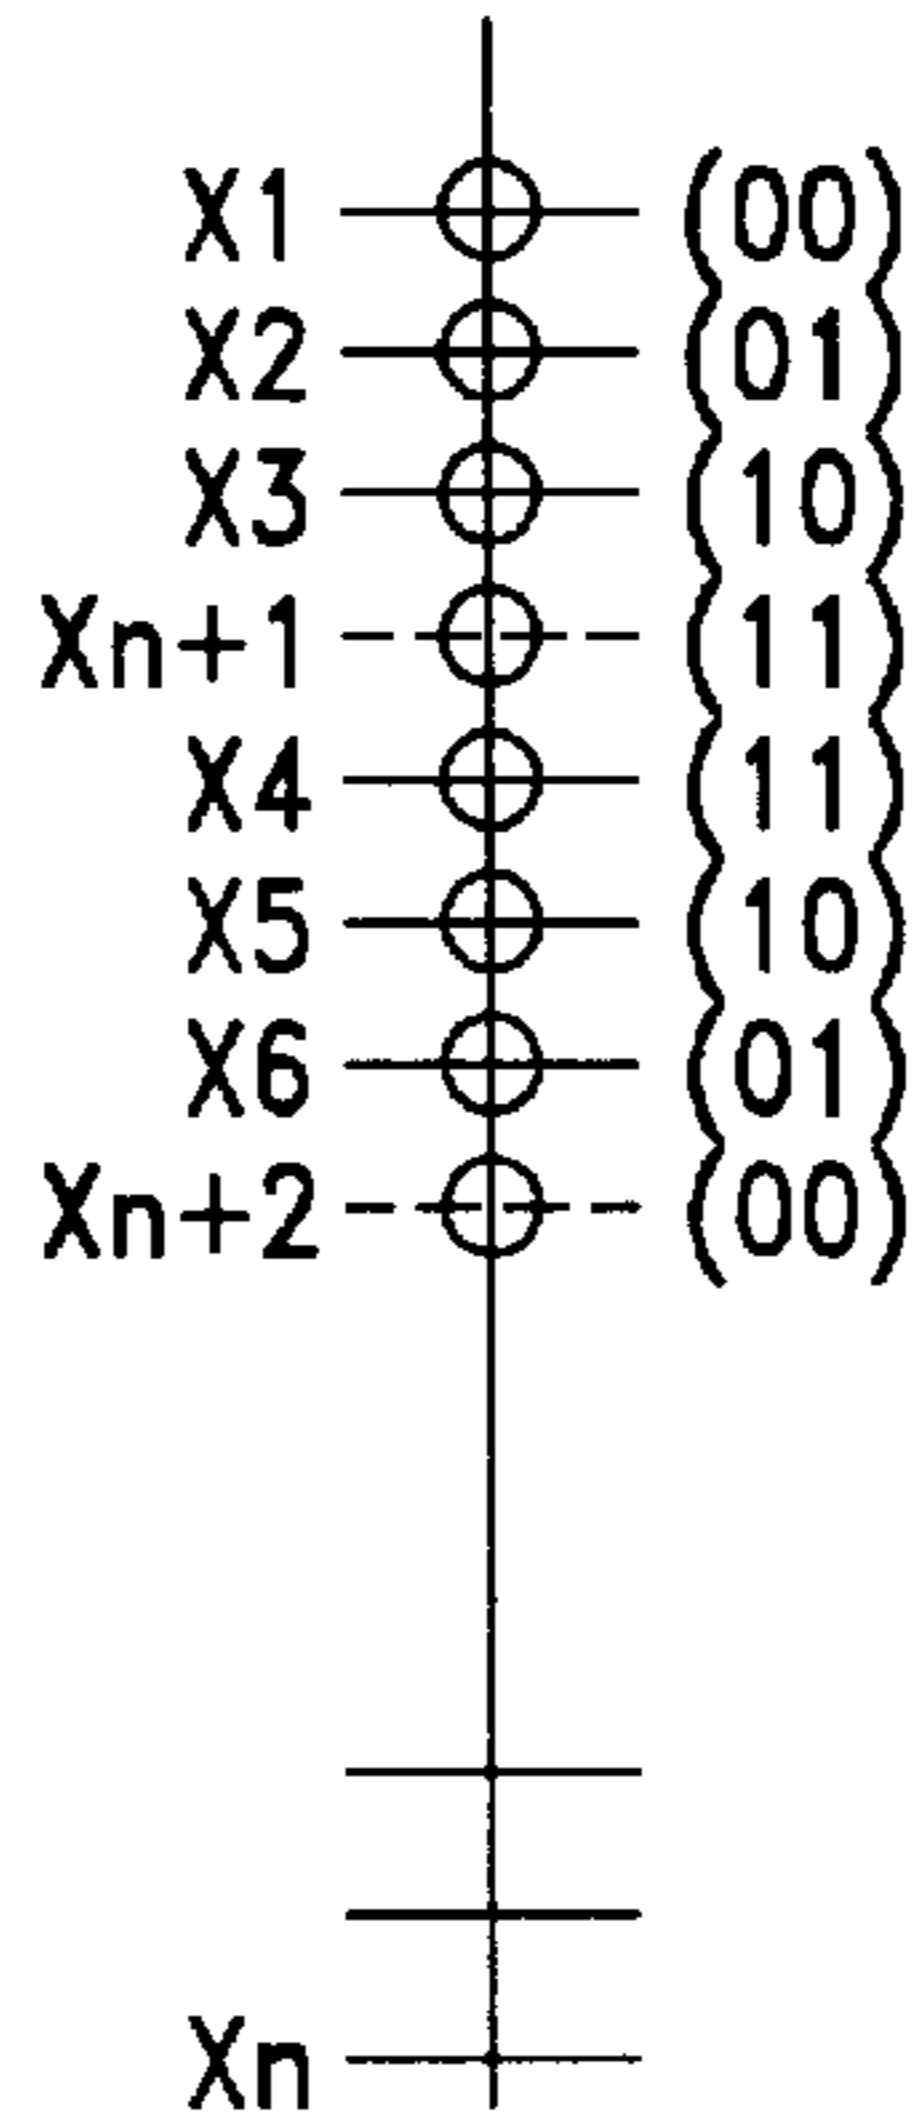 X1 (00)
X2 (01)
X3 (10)
Xn+1 (11)
X4 (11)
X5 (10)
X6 (01)
Xn+2 (00)
Xn